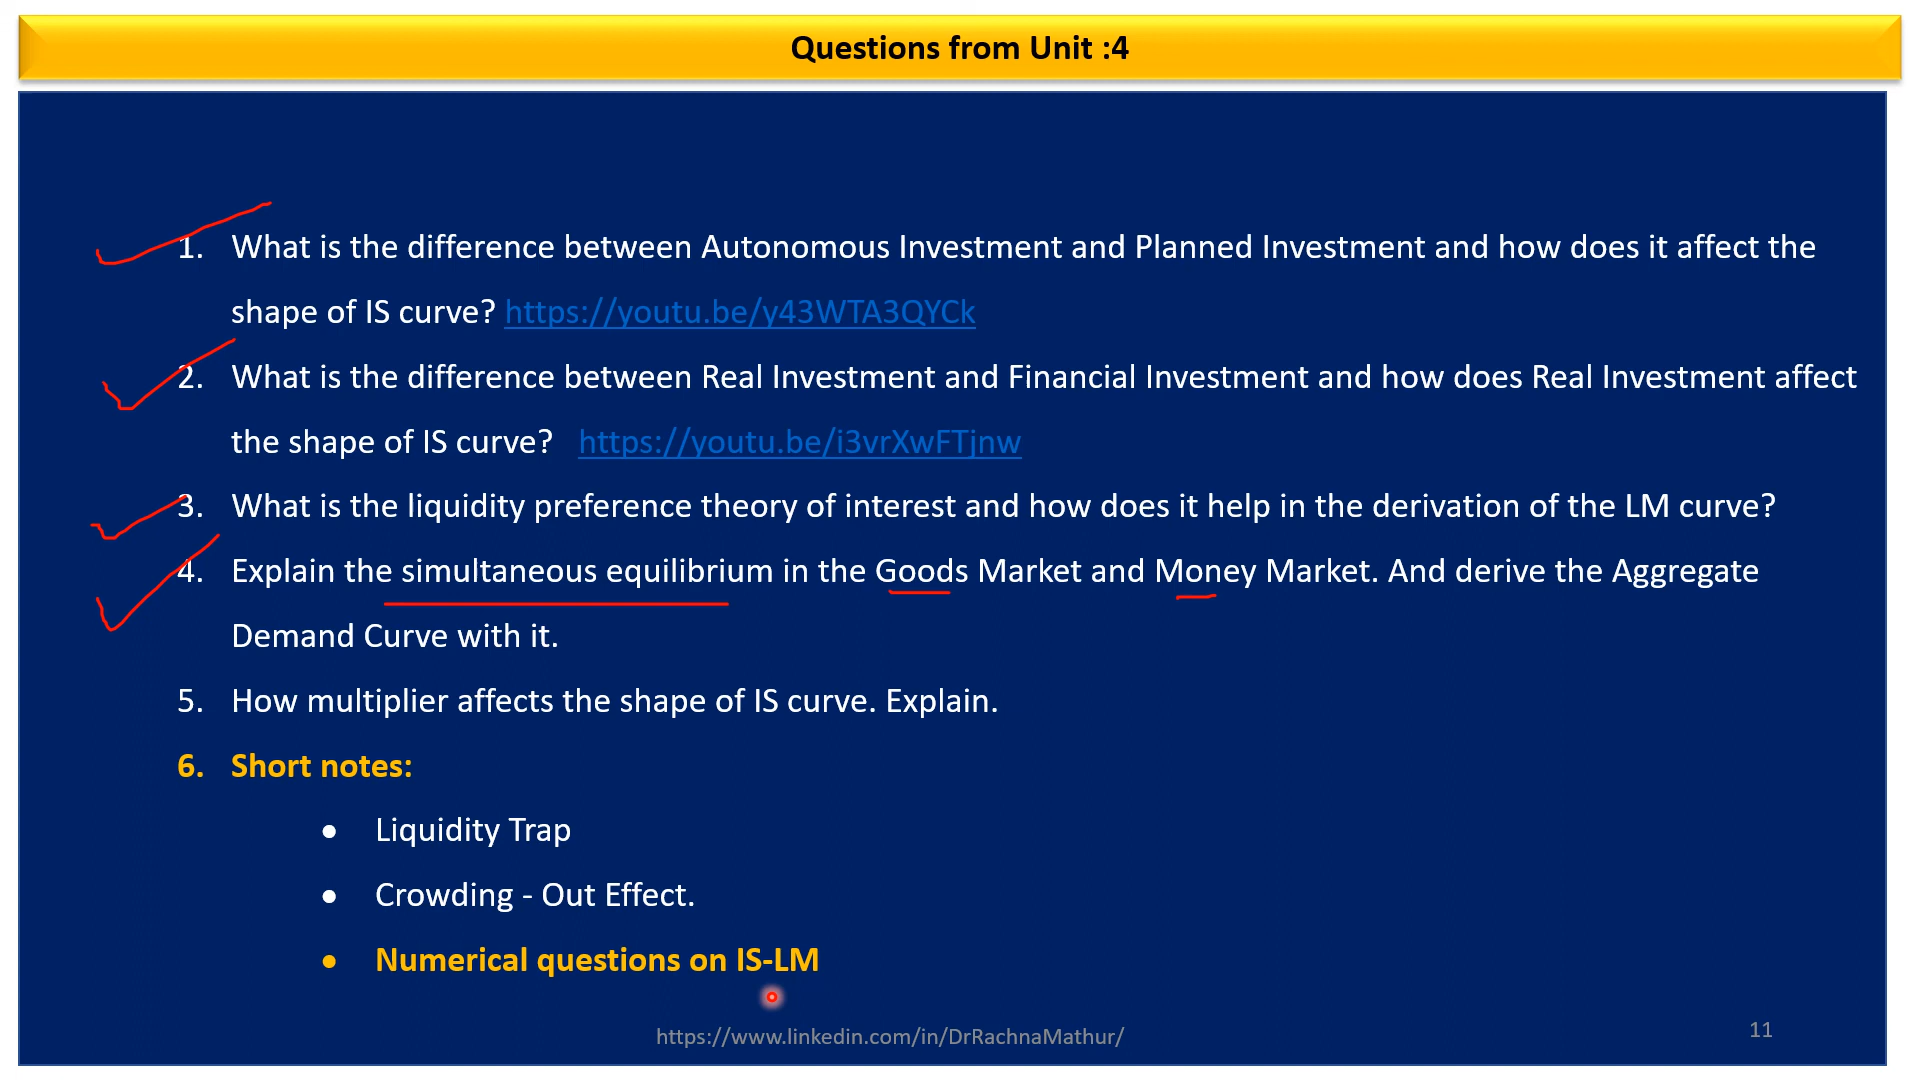 Questions from Unit :4
1. What is the difference between Autonomous Investment and Planned Investment and how does it affect the
shape of IS curve? https://youtu.be/y43WTA3QYCk
2. What is the difference between Real Investment and Financial Investment and how does Real Investment affect
the shape of IS curve? https://youtu.be/i3vrXwFTjnw
3. What is the liquidity preference theory of interest and how does it help in the derivation of the LM curve?
4. Explain the simultaneous equilibrium in the Goods Market and Money Market. And derive the Aggregate
Demand Curve with it.
5. How multiplier affects the shape of IS curve. Explain.
6. Short notes:
• Liquidity Trap
• Crowding - Out Effect.
• Numerical questions on IS-LM
https://www.linkedin.com/in/DrRachnaMathur/
11